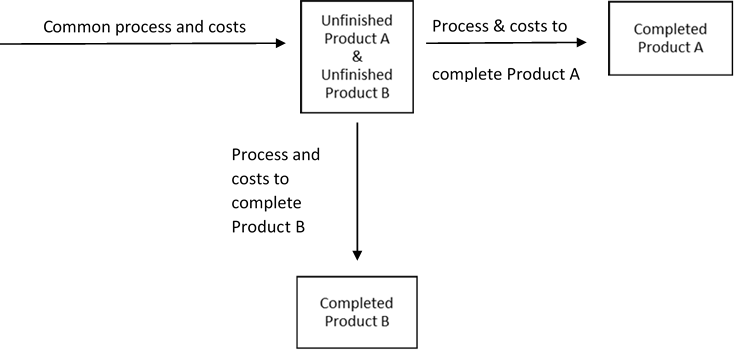 Common process and costs
Unfinished
Product A
&
Unfinished
Product B
Process & costs to
complete Product A
Completed
Product A
Process and
costs to
complete
Product B
Completed
Product B